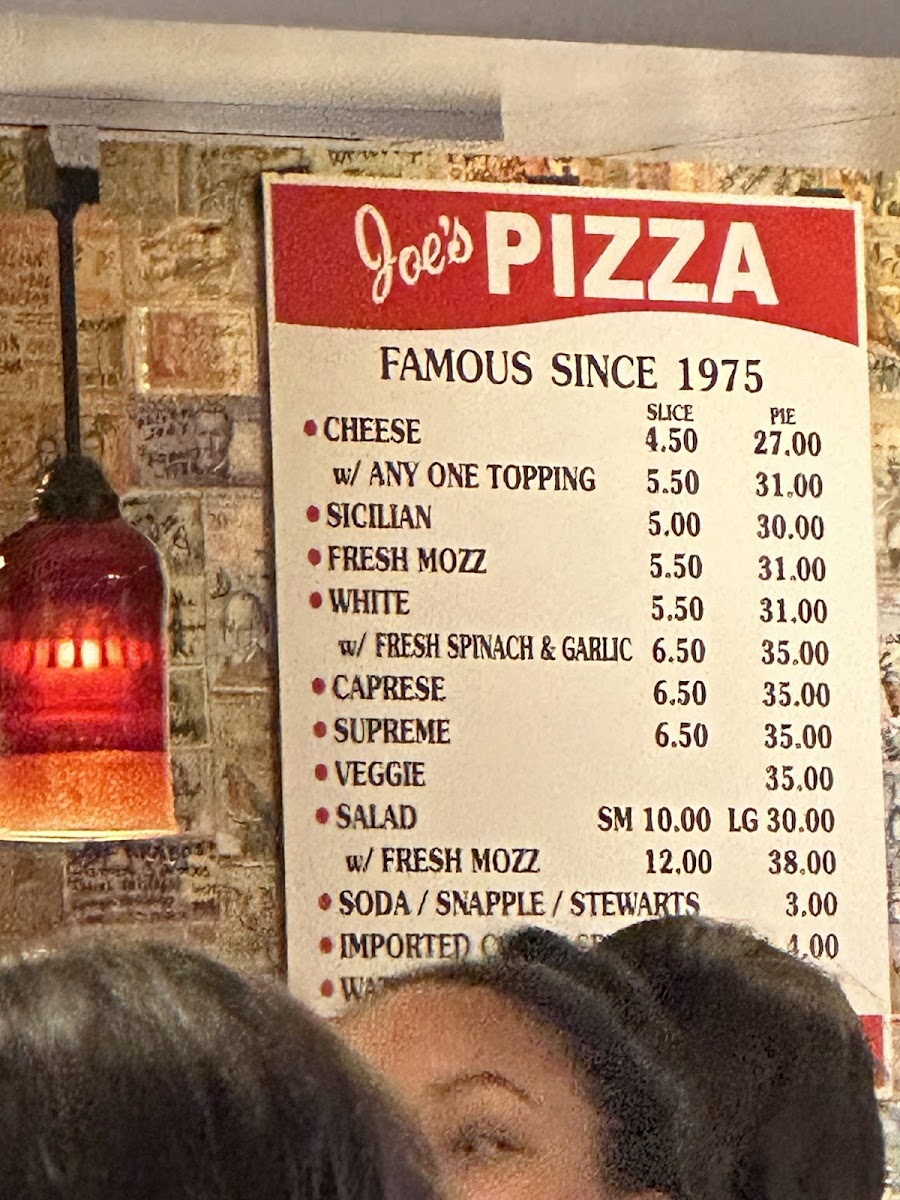 Joe's PIZZA
FAMOUS SINCE 1975
SLICE PIE
• CHEESE 4.50 27.00
w/ ANY ONE TOPPING 5.50 31.00
• SICILIAN 5.00 30.00
• FRESH MOZZ 5.50 31.00
• WHITE 5.50 31.00
w/ FRESH SPINACH & GARLIC 6.50 35.00
• CAPRESE 6.50 35.00
• SUPREME 6.50 35.00
• VEGGIE 35.00
• SALAD SM 10.00 LG 30.00
w/ FRESH MOZZ 12.00 38.00
• SODA / SNAPPLE / STEWARTS 3.00
• IMPORTED 4.00